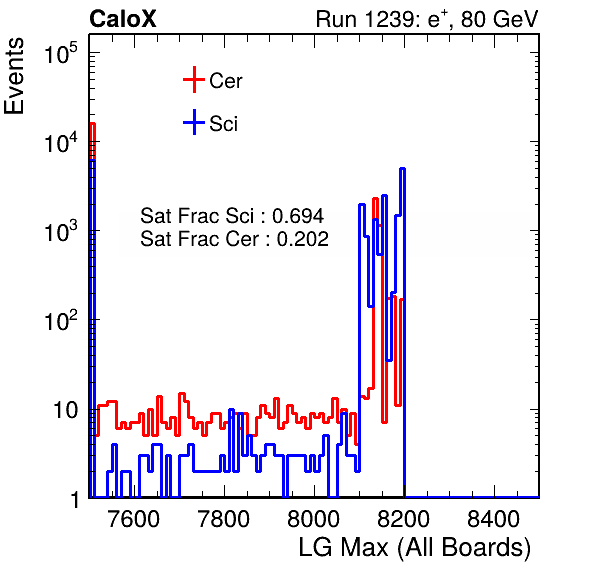 CaloX Run 1239: e⁺, 80 GeV
Events
Cer
Sci
Sat Frac Sci : 0.694
Sat Frac Cer : 0.202
10⁵
10⁴
10³
10²
10
1
7600 7800 8000 8200 8400
LG Max (All Boards)